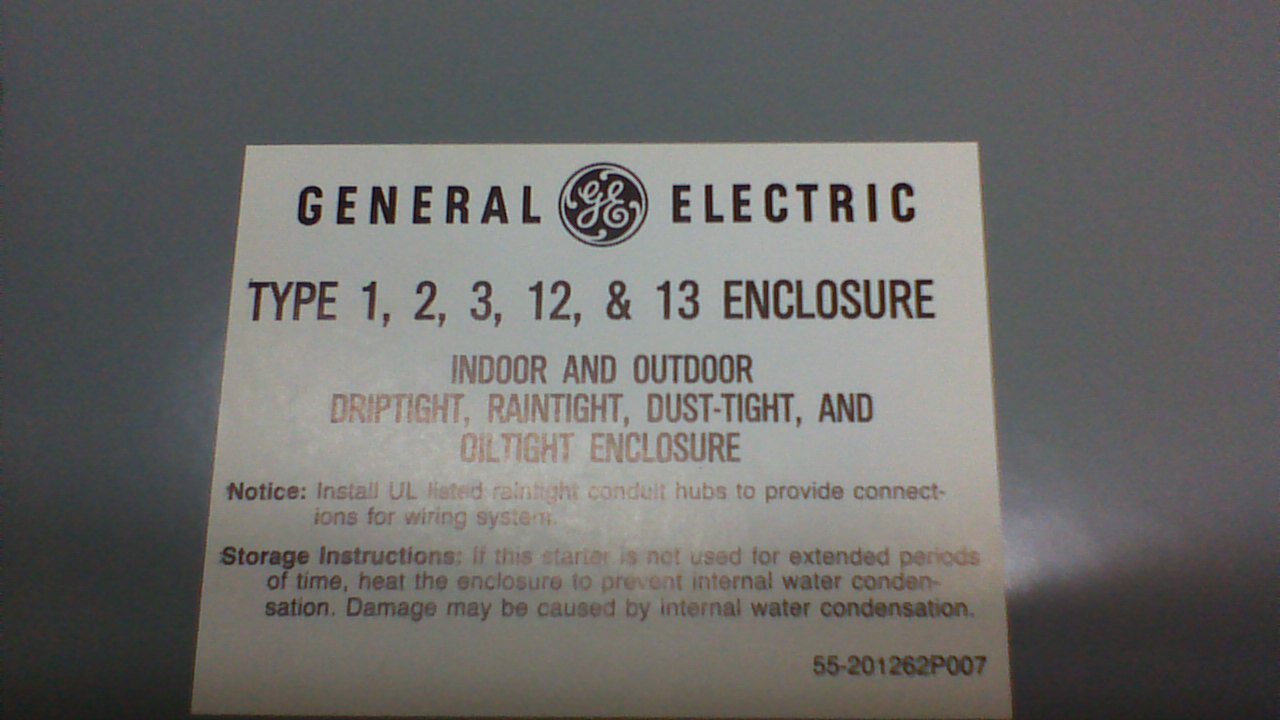 GENERAL GE ELECTRIC
TYPE 1, 2, 3, 12, & 13 ENCLOSURE
INDOOR AND OUTDOOR
DRIPTIGHT, RAINTIGHT, DUST-TIGHT, AND
OILTIGHT ENCLOSURE
Notice: Install UL listed raintight conduit hubs to provide connect-
ions for wiring system.
Storage Instructions: If this starter is not used for extended periods
of time, heat the enclosure to prevent internal water conden-
sation. Damage may be caused by internal water condensation.
55-201262P007